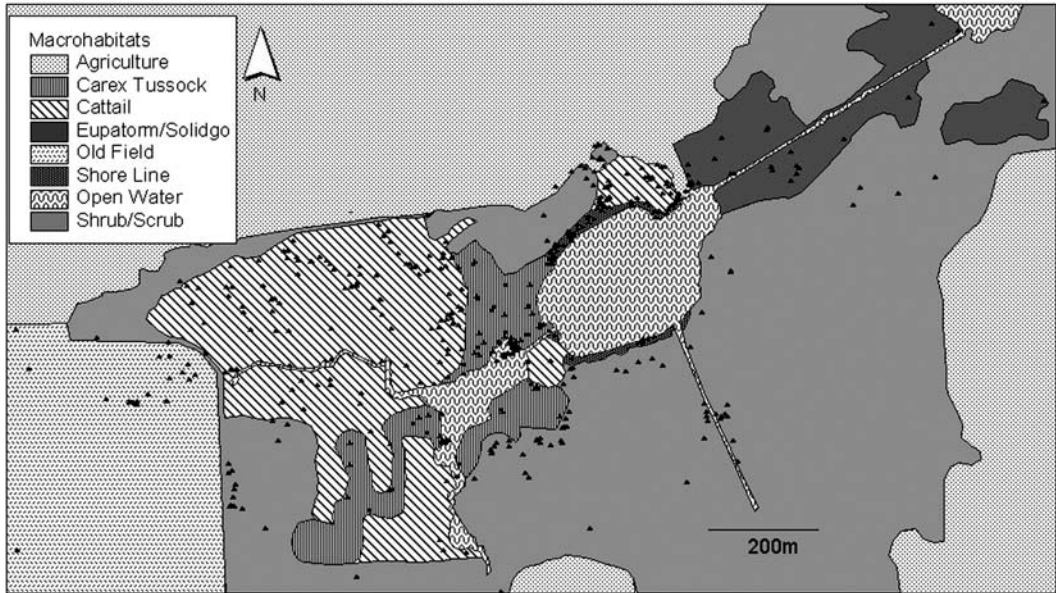 Macrohabitats
Agriculture
Carex Tussock
Cattail
Eupatorm/Solidgo
Old Field
Shore Line
Open Water
Shrub/Scrub
N
200m